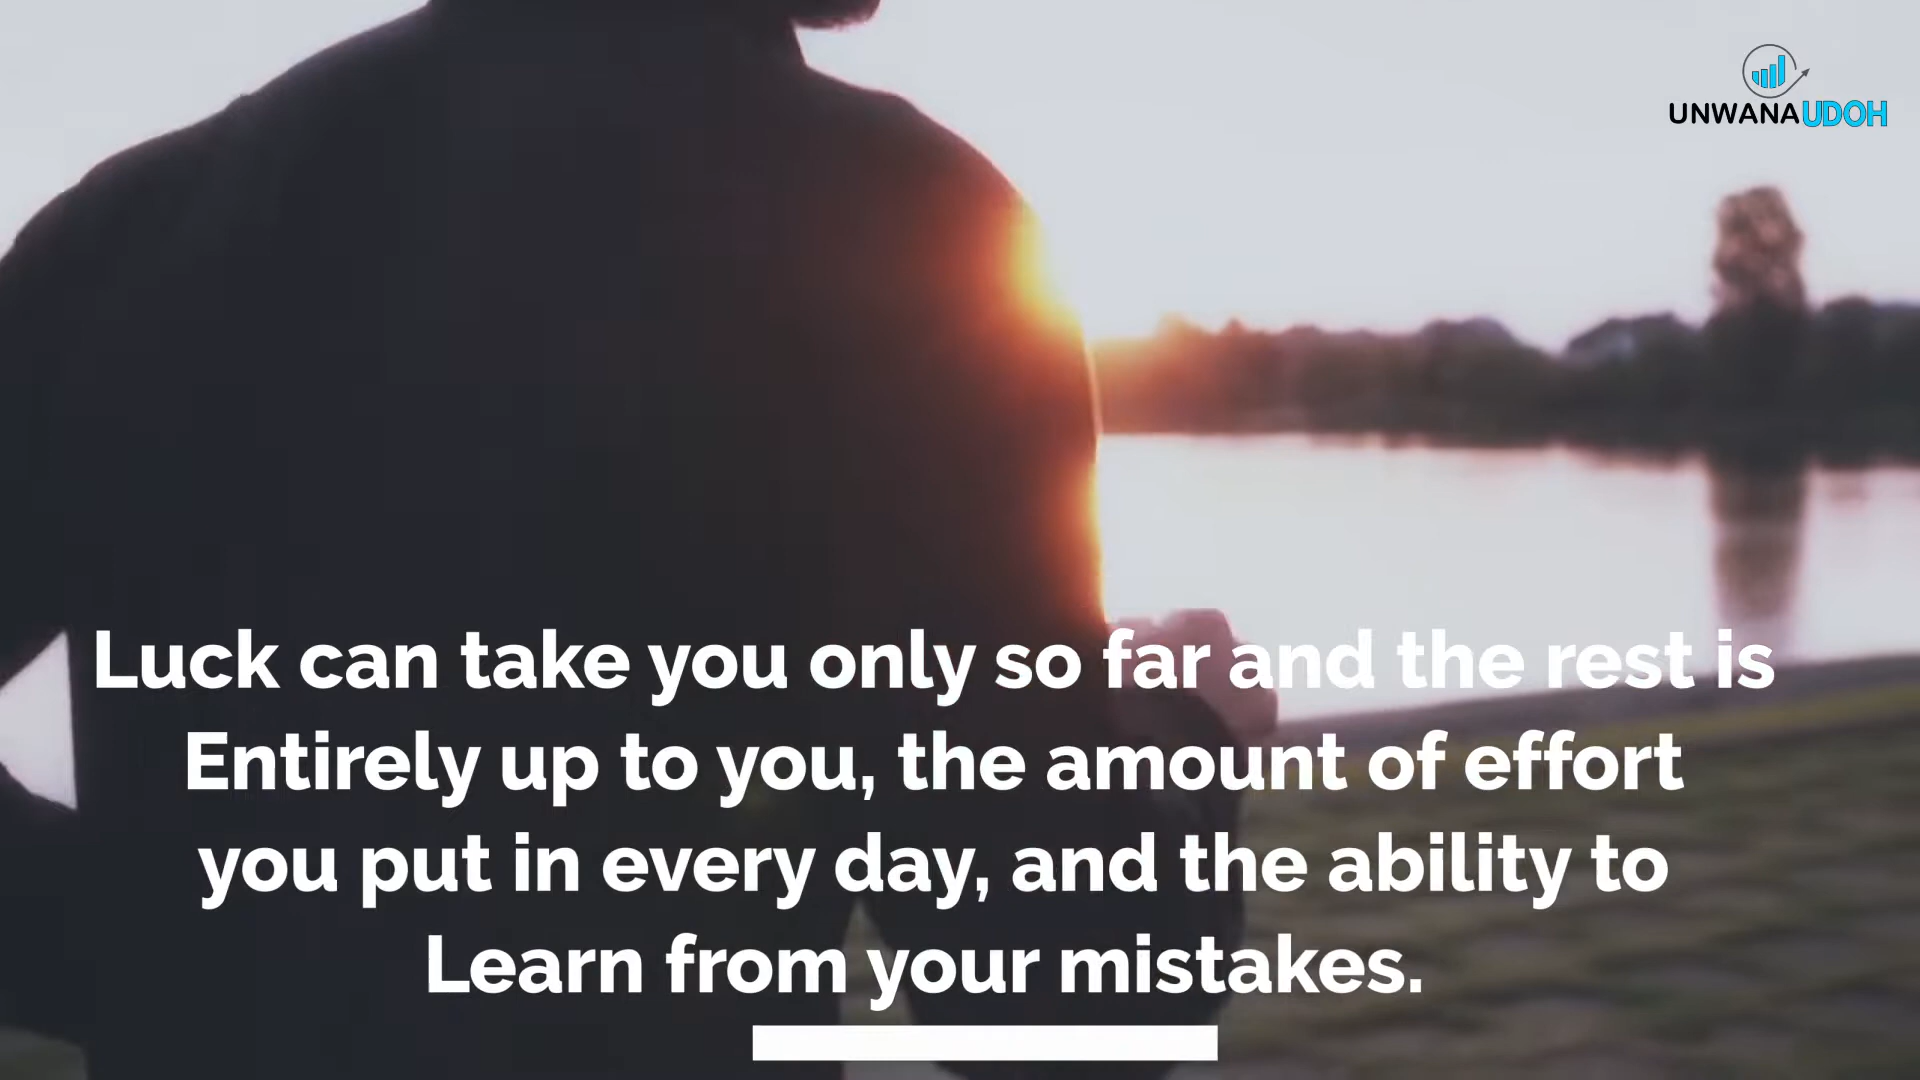 UNWANAUDOH
Luck can take you only so far and the rest is
Entirely up to you, the amount of effort
you put in every day, and the ability to
Learn from your mistakes.